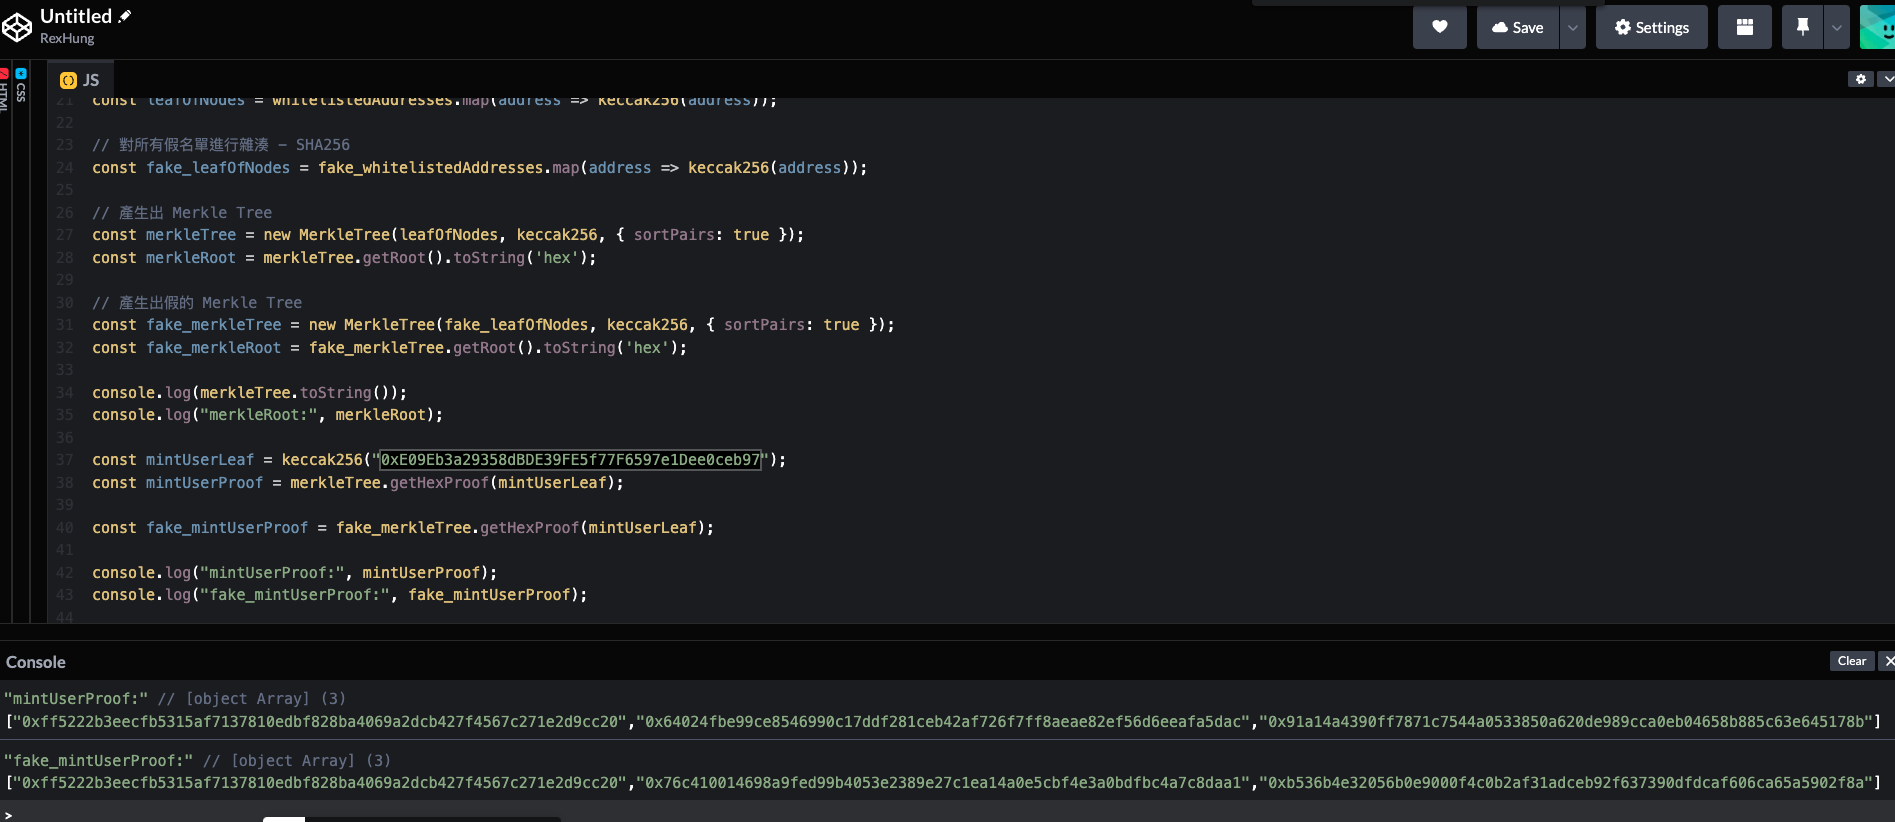 Untitled
RexHung
Save
Settings
HTML
CSS
JS
21 const leafOfNodes = whitelistedAddresses.map(address => keccak256(address));
22
23 // 對所有假名單進行雜湊 - SHA256
24 const fake_leafOfNodes = fake_whitelistedAddresses.map(address => keccak256(address));
25
26 // 產生出 Merkle Tree
27 const merkleTree = new MerkleTree(leafOfNodes, keccak256, { sortPairs: true });
28 const merkleRoot = merkleTree.getRoot().toString('hex');
29
30 // 產生出假的 Merkle Tree
31 const fake_merkleTree = new MerkleTree(fake_leafOfNodes, keccak256, { sortPairs: true });
32 const fake_merkleRoot = fake_merkleTree.getRoot().toString('hex');
33
34 console.log(merkleTree.toString());
35 console.log("merkleRoot:", merkleRoot);
36
37 const mintUserLeaf = keccak256("0xE09Eb3a29358dBDE39FE5f77F6597e1Dee0ceb97");
38 const mintUserProof = merkleTree.getHexProof(mintUserLeaf);
39
40 const fake_mintUserProof = fake_merkleTree.getHexProof(mintUserLeaf);
41
42 console.log("mintUserProof:", mintUserProof);
43 console.log("fake_mintUserProof:", fake_mintUserProof);
44
Console
Clear
"mintUserProof:" // [object Array] (3)
["0xff5222b3eecfb5315af7137810edbf828ba4069a2dcb427f4567c271e2d9cc20","0x64024fbe99ce8546990c17ddf281ceb42af726f7ff8aeae82ef56d6eeafa5dac","0x91a14a4390ff7871c7544a0533850a620de989cca0eb04658b885c63e645178b"]
"fake_mintUserProof:" // [object Array] (3)
["0xff5222b3eecfb5315af7137810edbf828ba4069a2dcb427f4567c271e2d9cc20","0x76c410014698a9fed99b4053e2389e27c1ea14a0e5cbf4e3a0bdfbc4a7c8daa1","0xb536b4e32056b0e9000f4c0b2af31adceb92f637390dfdcaf606ca65a5902f8a"]
>